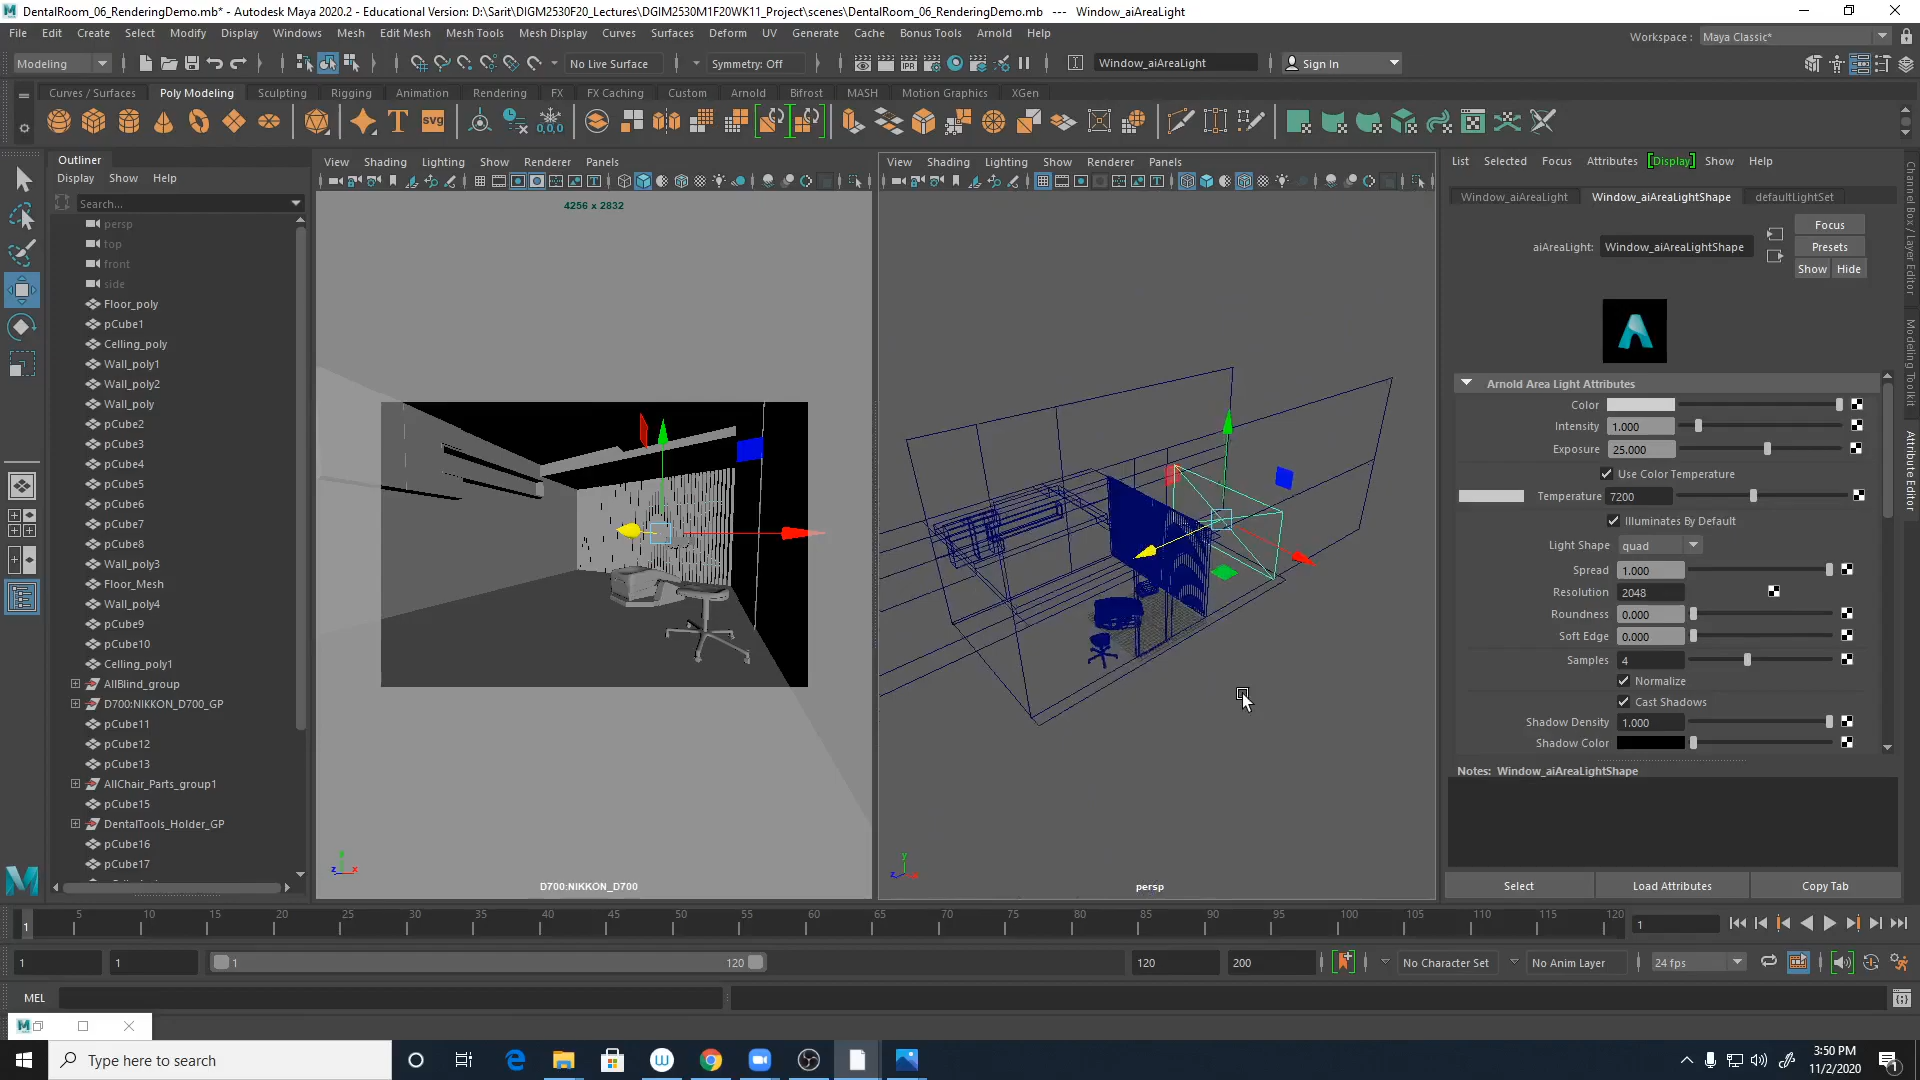 DentalRoom_06_RenderingDemo.mb* - Autodesk Maya 2020.2 - Educational Version: D:\Sarit\DIGM2530F20_Lectures\DGIM2530M1F20WK11_Project\scenes\DentalRoom_06_RenderingDemo.mb --- Window_aiAreaLight
File Edit Create Select Modify Display Windows Mesh Edit Mesh Mesh Tools Mesh Display Curves Surfaces Deform UV Generate Cache Bonus Tools Arnold Help
Workspace : Maya Classic*
Modeling No Live Surface Symmetry: Off Window_aiAreaLight Sign In
Curves / Surfaces Poly Modeling Sculpting Rigging Animation Rendering FX FX Caching Custom Arnold Bifrost MASH Motion Graphics XGen
Outliner
Display Show Help
Search...
persp
top
front
side
Floor_poly
pCube1
Celling_poly
Wall_poly1
Wall_poly2
Wall_poly
pCube2
pCube3
pCube4
pCube5
pCube6
pCube7
pCube8
Wall_poly3
Floor_Mesh
Wall_poly4
pCube9
pCube10
Celling_poly1
AllBlind_group
D700:NIKKON_D700_GP
pCube11
pCube12
pCube13
AllChair_Parts_group1
pCube15
DentalTools_Holder_GP
pCube16
pCube17
View Shading Lighting Show Renderer Panels
4256 x 2832
D700:NIKKON_D700
View Shading Lighting Show Renderer Panels
persp
List Selected Focus Attributes [Display] Show Help
Window_aiAreaLight Window_aiAreaLightShape defaultLightSet
aiAreaLight: Window_aiAreaLightShape
Focus
Presets
Show Hide
Arnold Area Light Attributes
Color
Intensity 1.000
Exposure 25.000
Use Color Temperature
Temperature 7200
Illuminates By Default
Light Shape quad
Spread 1.000
Resolution 2048
Roundness 0.000
Soft Edge 0.000
Samples 4
Normalize
Cast Shadows
Shadow Density 1.000
Shadow Color
Notes: Window_aiAreaLightShape
Select Load Attributes Copy Tab
Channel Box / Layer Editor
Modeling Toolkit
Attribute Editor
1 5 10 15 20 25 30 35 40 45 50 55 60 65 70 75 80 85 90 95 100 105 110 115 120 1
1 1 1 120 120 200 No Character Set No Anim Layer 24 fps
MEL
Type here to search
3:50 PM
11/2/2020